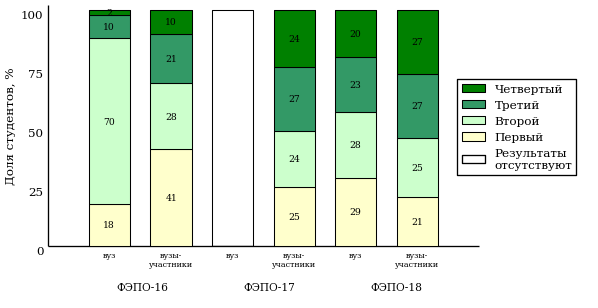 100
75
50
25
0
Доля студентов, %
2
10
70
18
10
21
28
41
24
27
24
25
20
23
28
29
27
27
25
21
вуз
вузы-
участники
вуз
вузы-
участники
вуз
вузы-
участники
ФЭПО-16
ФЭПО-17
ФЭПО-18
Четвертый
Третий
Второй
Первый
Результаты
отсутствуют